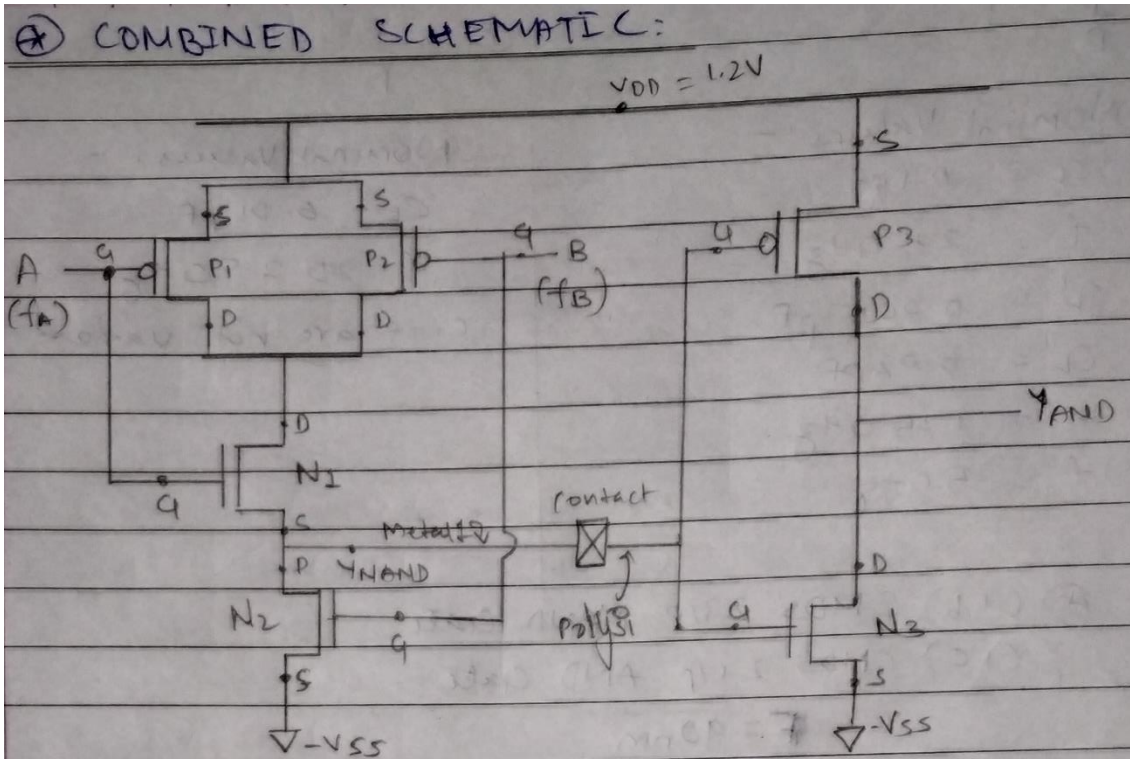 ⊛ COMBINED SCHEMATIC:
VDD = 1.2V
S
S
S
G
P3
A
G
P1
P2
G
B
(fA)
(fB)
D
D
D
D
YAND
N1
G
contact
S
Metal
D
YNAND
D
N2
G
Polysi
G
N3
S
S
-VSS
-VSS